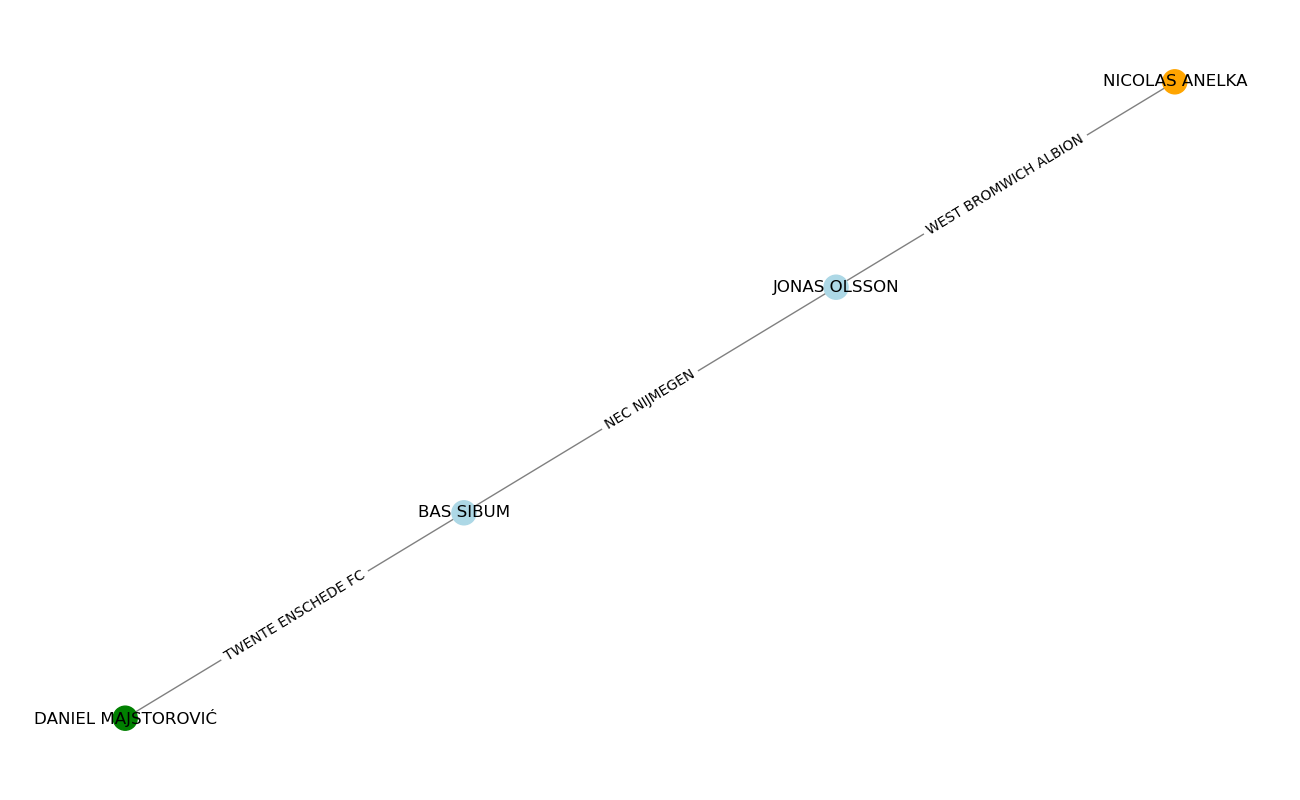 NICOLAS ANELKA
WEST BROMWICH ALBION
JONAS OLSSON
NEC NIJMEGEN
BAS SIBUM
TWENTE ENSCHEDE FC
DANIEL MAJSTOROVIĆ